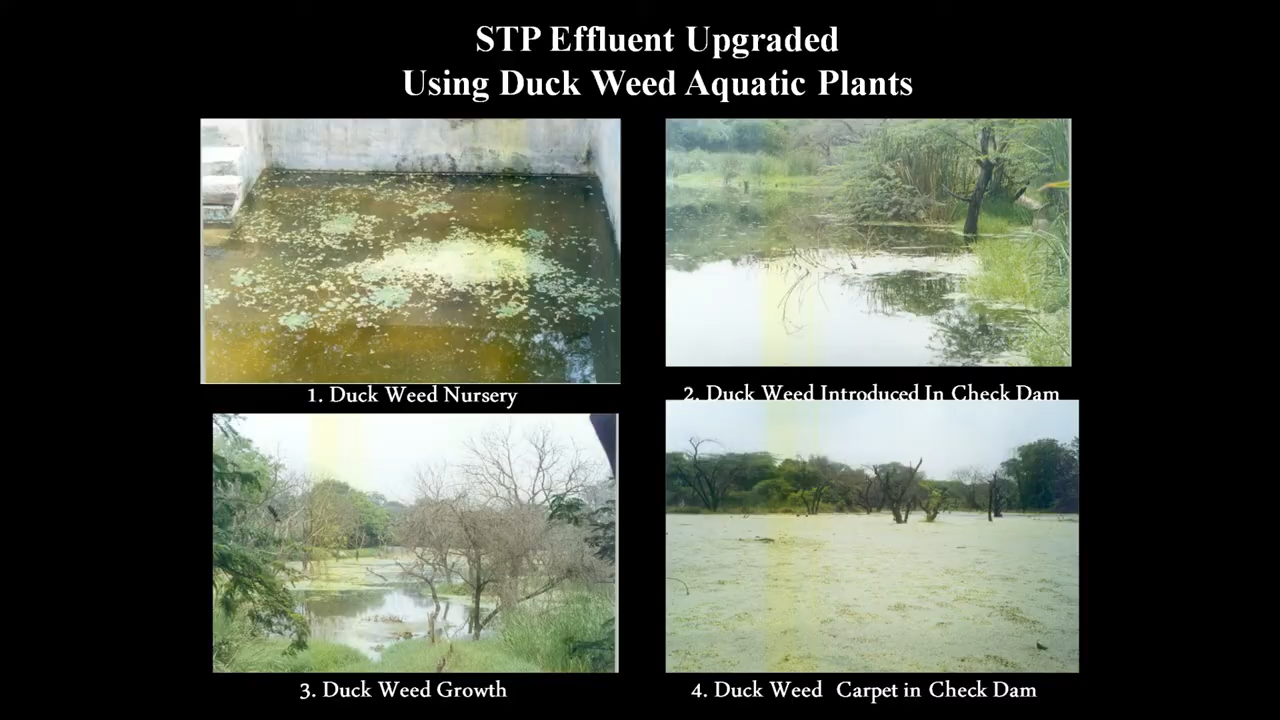 STP Effluent Upgraded
Using Duck Weed Aquatic Plants
1. Duck Weed Nursery
2. Duck Weed Introduced In Check Dam
3. Duck Weed Growth
4. Duck Weed Carpet in Check Dam